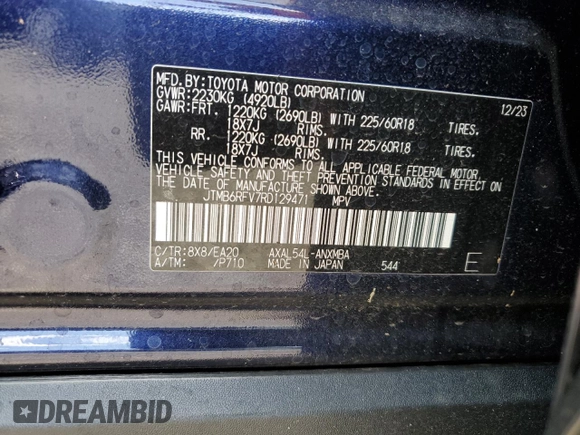 MFD.BY:TOYOTA MOTOR CORPORATION 12/23
GVWR:2230KG (4920LB)
GAWR:FRT. 1220KG (2690LB) WITH 225/60R18 TIRES.
18X7J RIMS.
RR. 1220KG (2690LB) WITH 225/60R18 TIRES.
18X7J RIMS.
THIS VEHICLE CONFORMS TO ALL APPLICABLE FEDERAL MOTOR
VEHICLE SAFETY AND THEFT PREVENTION STANDARDS IN EFFECT ON
THE DATE OF MANUFACTURE SHOWN ABOVE.
JTMB6RFV7RD129471 MPV
C/TR:8X8/EA20 AXAL54L-ANXMBA
A/TM: /P710 MADE IN JAPAN 544 E
DREAMBID